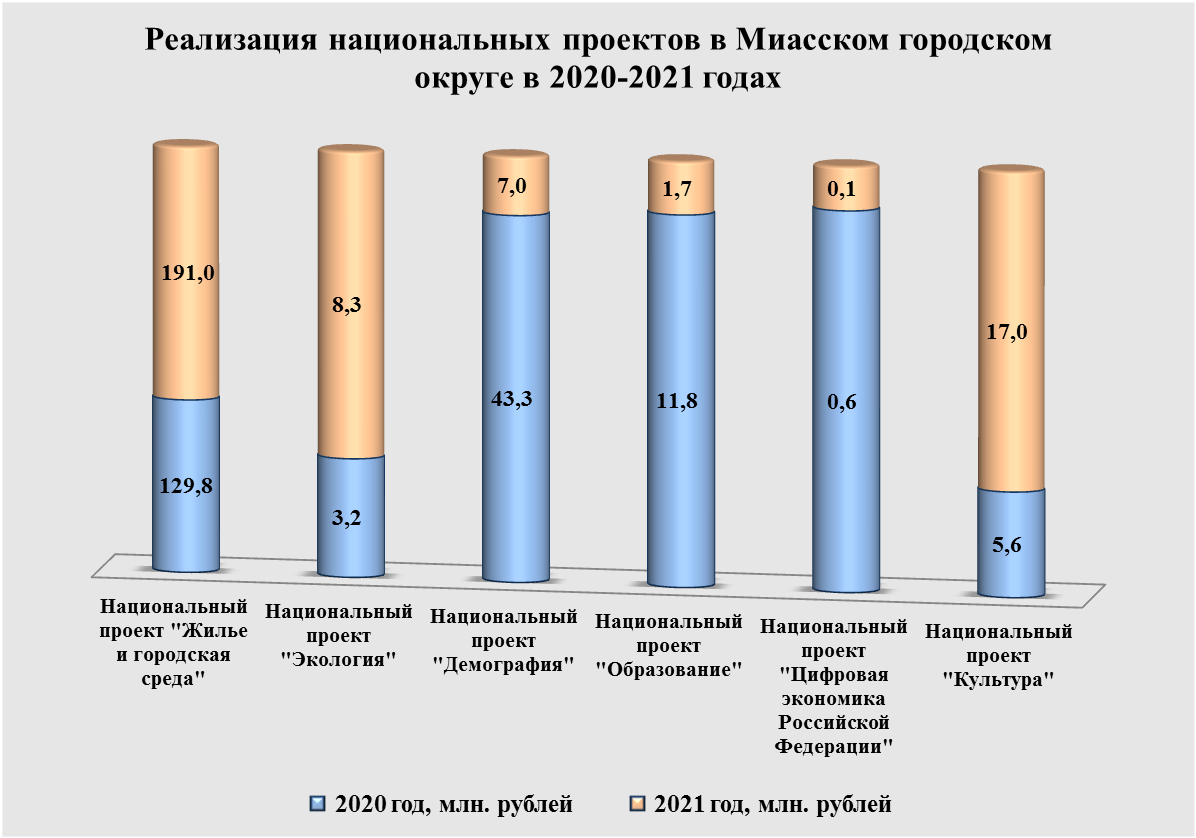 Реализация национальных проектов в Миасском городском
округе в 2020-2021 годах
191,0
8,3
7,0
1,7
0,1
17,0
129,8
3,2
43,3
11,8
0,6
5,6
Национальный
проект "Жилье
и городская
среда"
Национальный
проект
"Экология"
Национальный
проект
"Демография"
Национальный
проект
"Образование"
Национальный
проект
"Цифровая
экономика
Российской
Федерации"
Национальный
проект
"Культура"
2020 год, млн. рублей
2021 год, млн. рублей